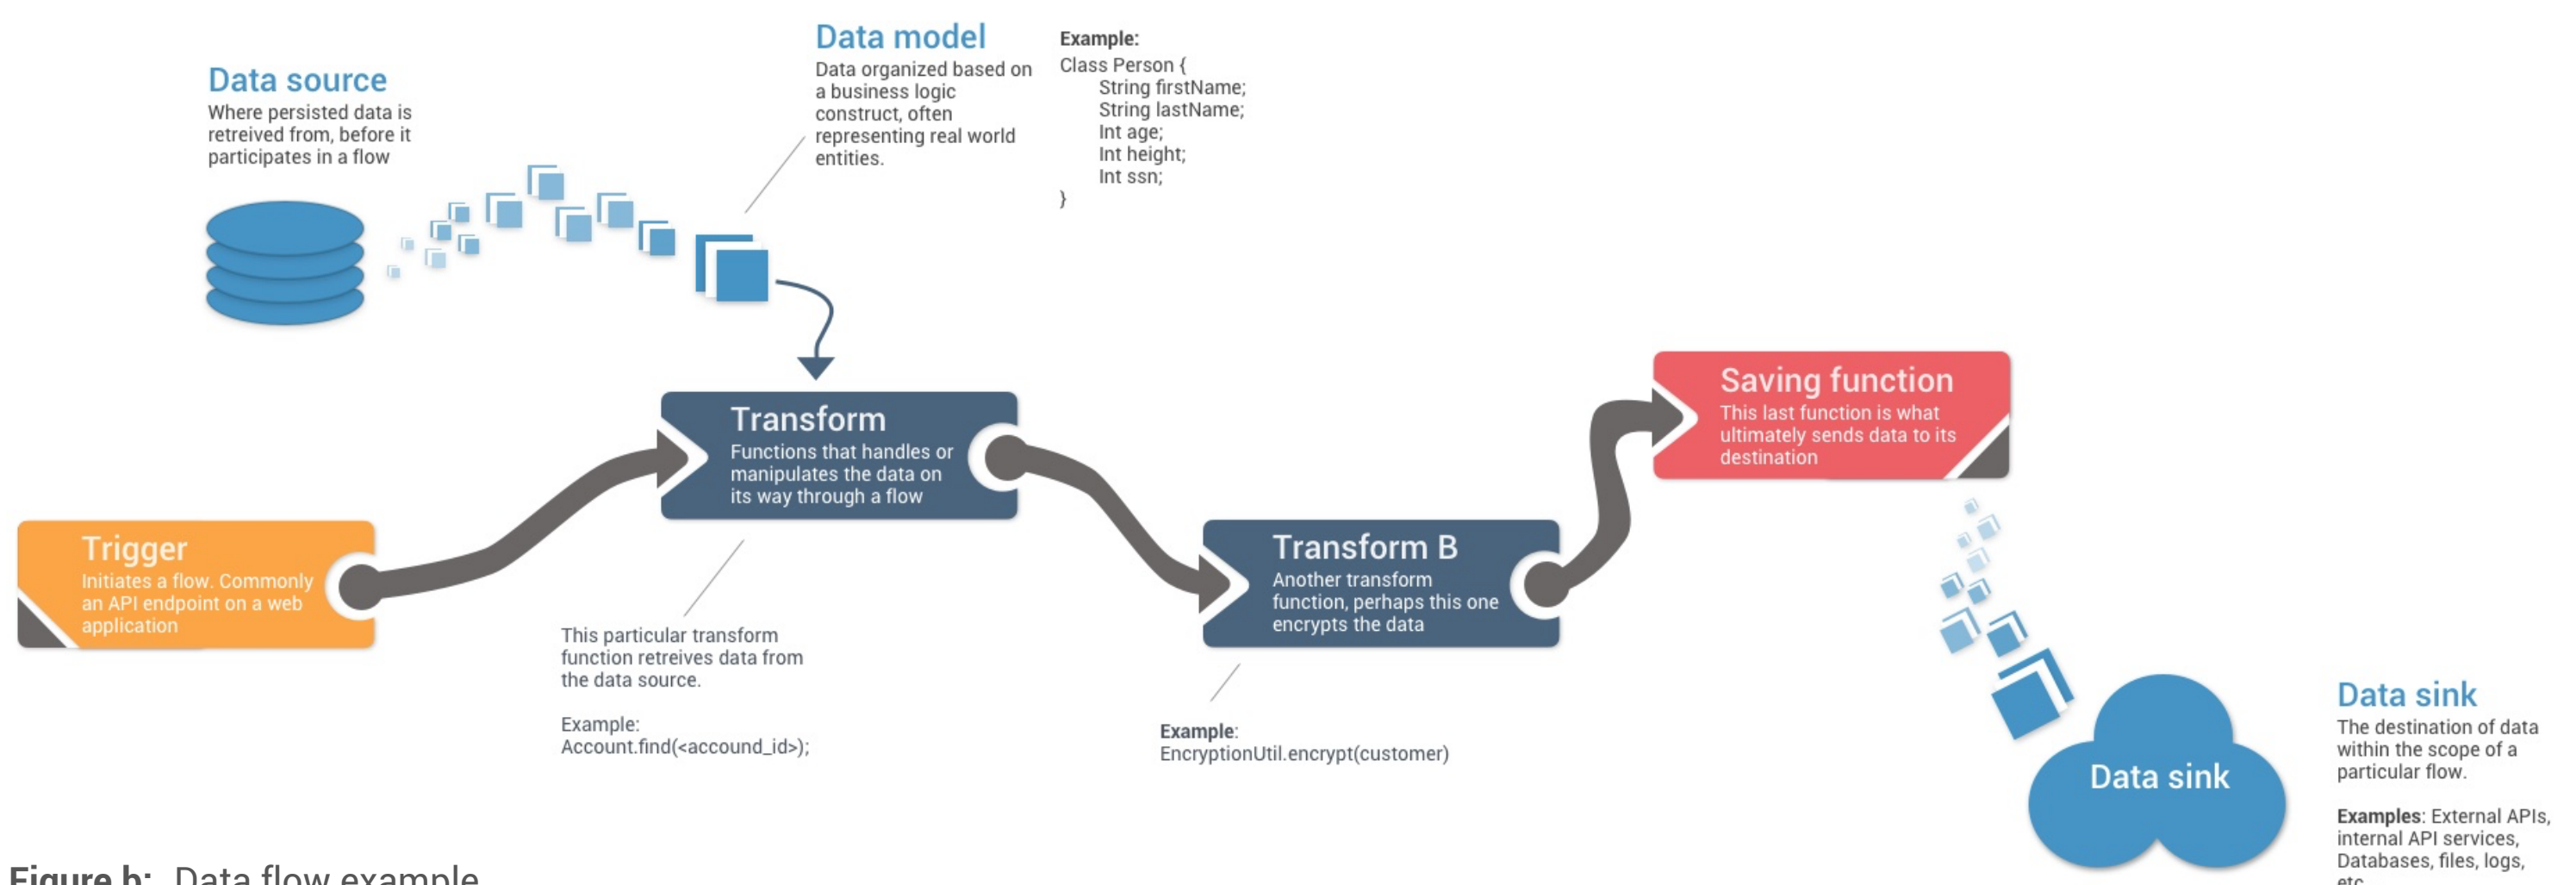 Data source
Where persisted data is
retreived from, before it
participates in a flow
Data model
Data organized based on
a business logic
construct, often
representing real world
entities.
Example:
Class Person {
String firstName;
String lastName;
Int age;
Int height;
Int ssn;
}
Trigger
Initiates a flow. Commonly
an API endpoint on a web
application
Transform
Functions that handles or
manipulates the data on
its way through a flow
This particular transform
function retreives data from
the data source.
Example:
Account.find(<accound_id>);
Transform B
Another transform
function, perhaps this one
encrypts the data
Example:
EncryptionUtil.encrypt(customer)
Saving function
This last function is what
ultimately sends data to its
destination
Data sink
Data sink
The destination of data
within the scope of a
particular flow.
Examples: External APIs,
internal API services,
Databases, files, logs,
etc
Figure b: Data flow example